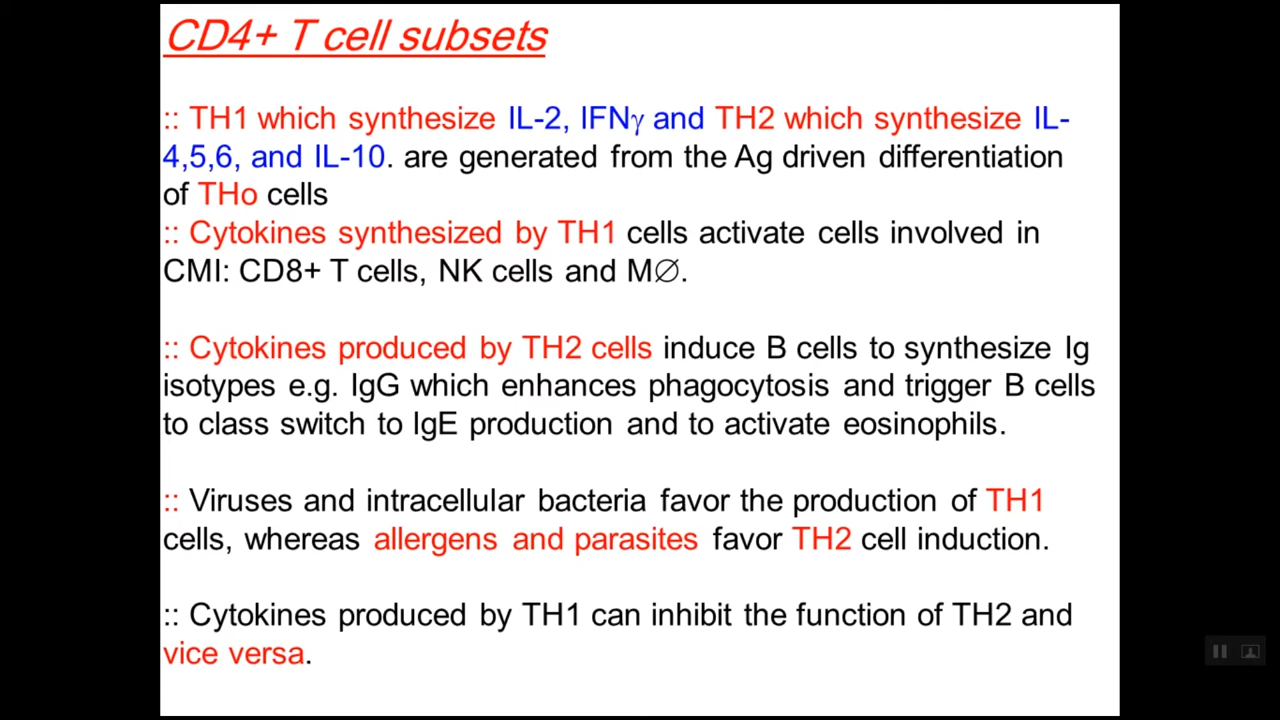 CD4+ T cell subsets
:: TH1 which synthesize IL-2, IFNγ and TH2 which synthesize IL-
4,5,6, and IL-10. are generated from the Ag driven differentiation
of THo cells
:: Cytokines synthesized by TH1 cells activate cells involved in
CMI: CD8+ T cells, NK cells and M∅.
:: Cytokines produced by TH2 cells induce B cells to synthesize Ig
isotypes e.g. IgG which enhances phagocytosis and trigger B cells
to class switch to IgE production and to activate eosinophils.
:: Viruses and intracellular bacteria favor the production of TH1
cells, whereas allergens and parasites favor TH2 cell induction.
:: Cytokines produced by TH1 can inhibit the function of TH2 and
vice versa.